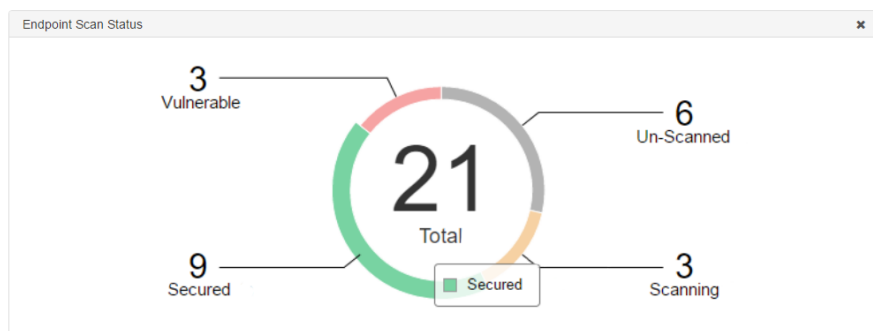 Endpoint Scan Status
3
Vulnerable
6
Un-Scanned
21
Total
9
Secured
3
Scanning
Secured